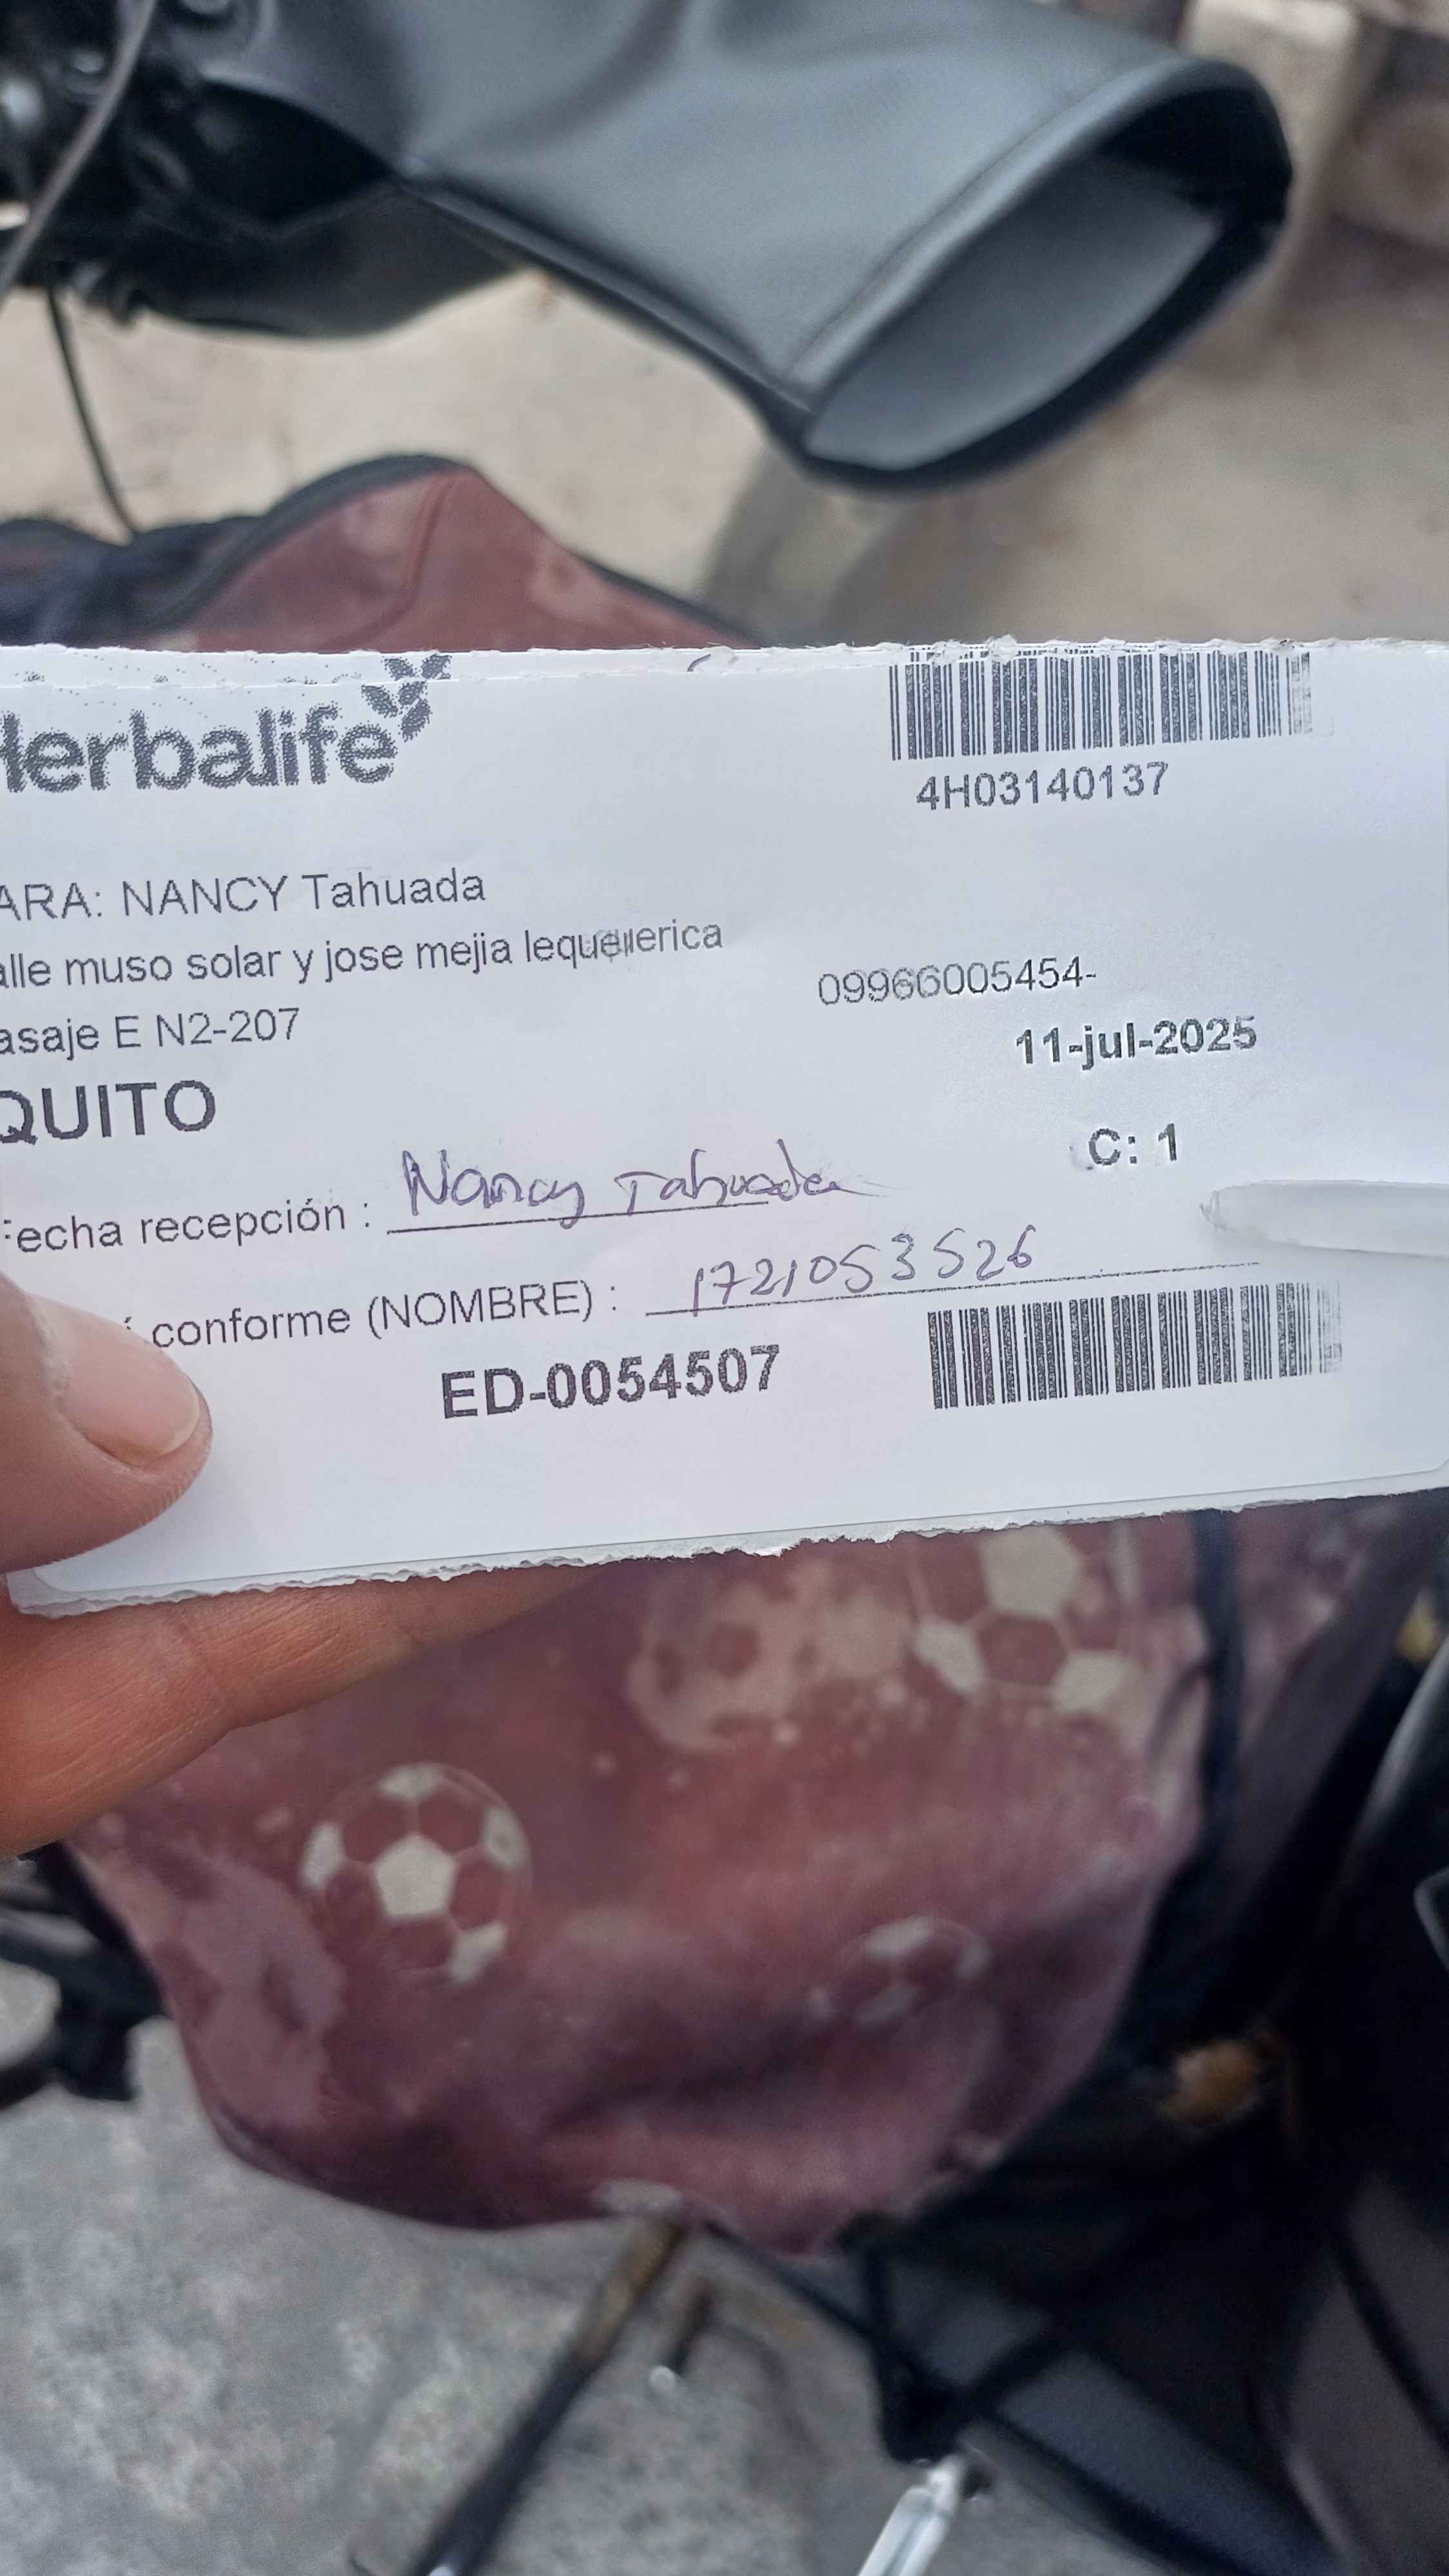 Herbalife
4H03140137
ARA: NANCY Tahuada
alle muso solar y jose mejia lequerica
09966005454-
asaje E N2-207
11-jul-2025
QUITO
C: 1
Fecha recepción : Nancy Tahuada
conforme (NOMBRE) : 1721053526
ED-0054507